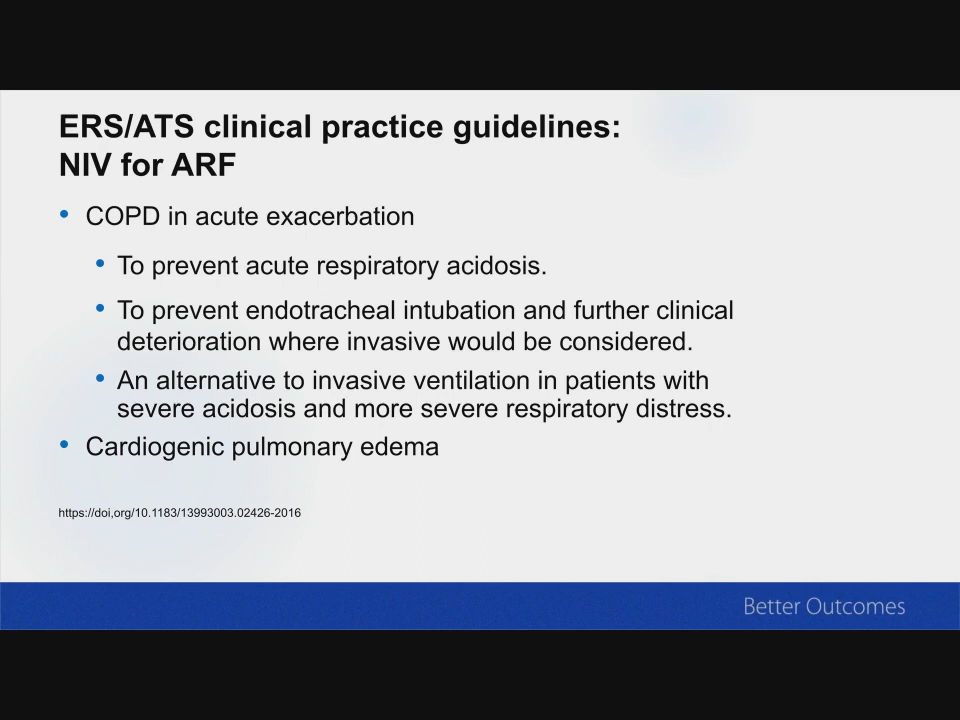 ERS/ATS clinical practice guidelines:
NIV for ARF
• COPD in acute exacerbation
• To prevent acute respiratory acidosis.
• To prevent endotracheal intubation and further clinical
deterioration where invasive would be considered.
• An alternative to invasive ventilation in patients with
severe acidosis and more severe respiratory distress.
• Cardiogenic pulmonary edema
https://doi,org/10.1183/13993003.02426-2016
Better Outcomes